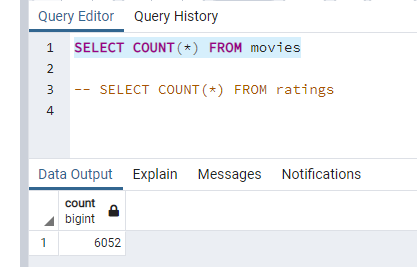 Query Editor Query History
1 SELECT COUNT(*) FROM movies
2
3 -- SELECT COUNT(*) FROM ratings
4
Data Output Explain Messages Notifications
count
bigint
1 6052